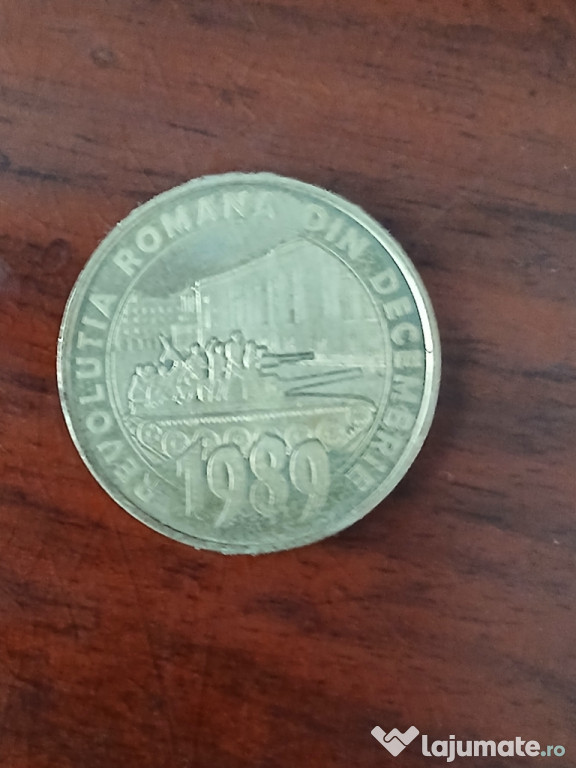 REVOLUTIA ROMANA DIN DECEMBRIE
1989
lajumate.ro